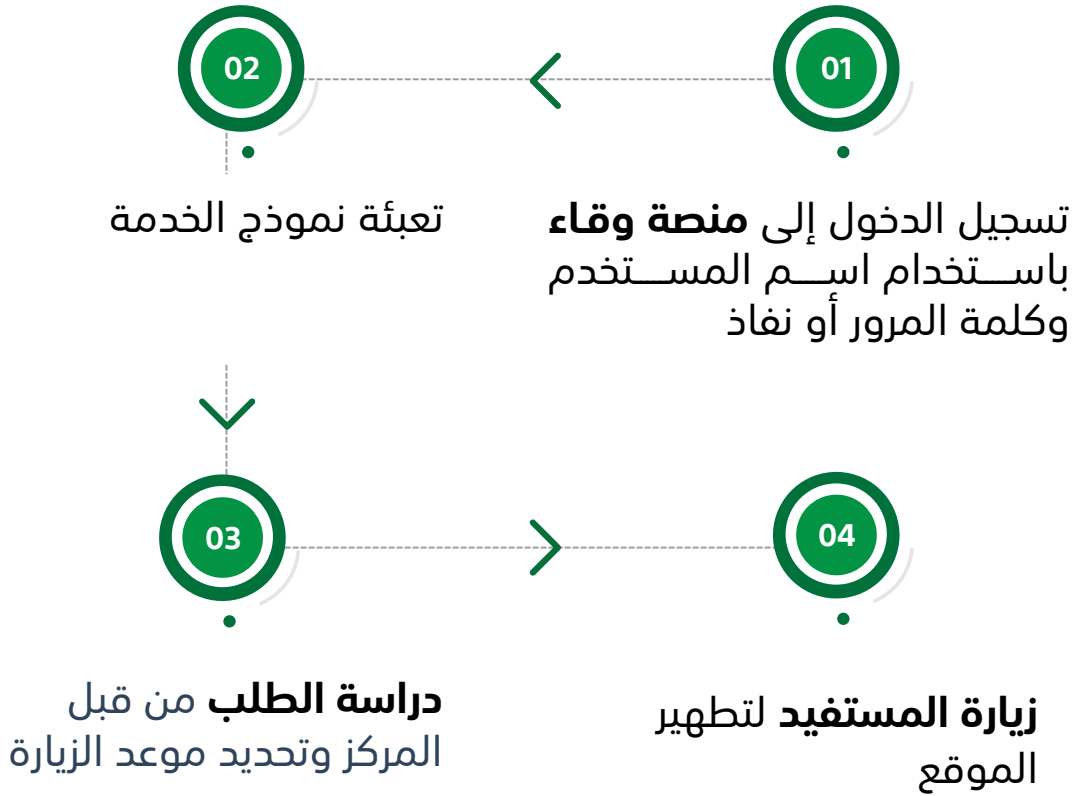 01
تسجيل الدخول إلى منصة وقاء
باستخدام اسم المستخدم
وكلمة المرور أو نفاذ
02
تعبئة نموذج الخدمة
03
دراسة الطلب من قبل
المركز وتحديد موعد الزيارة
04
زيارة المستفيد لتطهير
الموقع